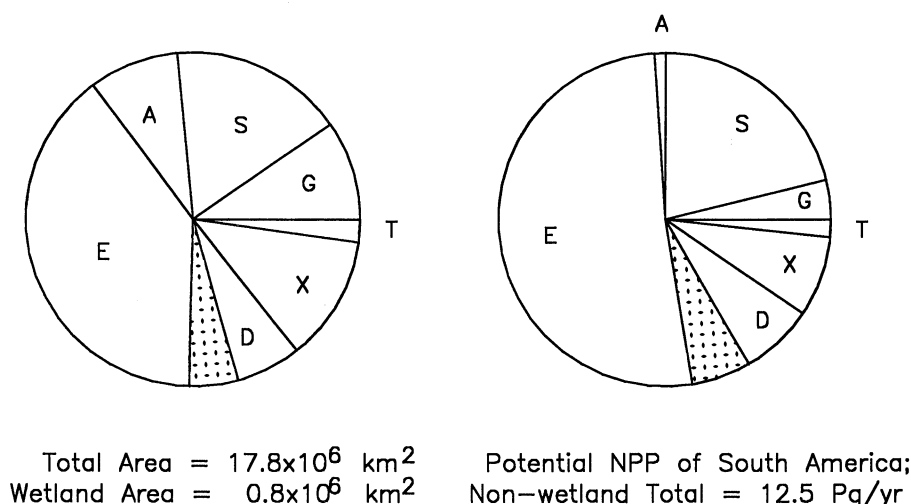 A
A
S
S
G
G
T
T
E
E
X
X
D
D
Total Area = 17.8x10⁶ km²
Wetland Area = 0.8x10⁶ km²
Potential NPP of South America;
Non-wetland Total = 12.5 Pg/yr